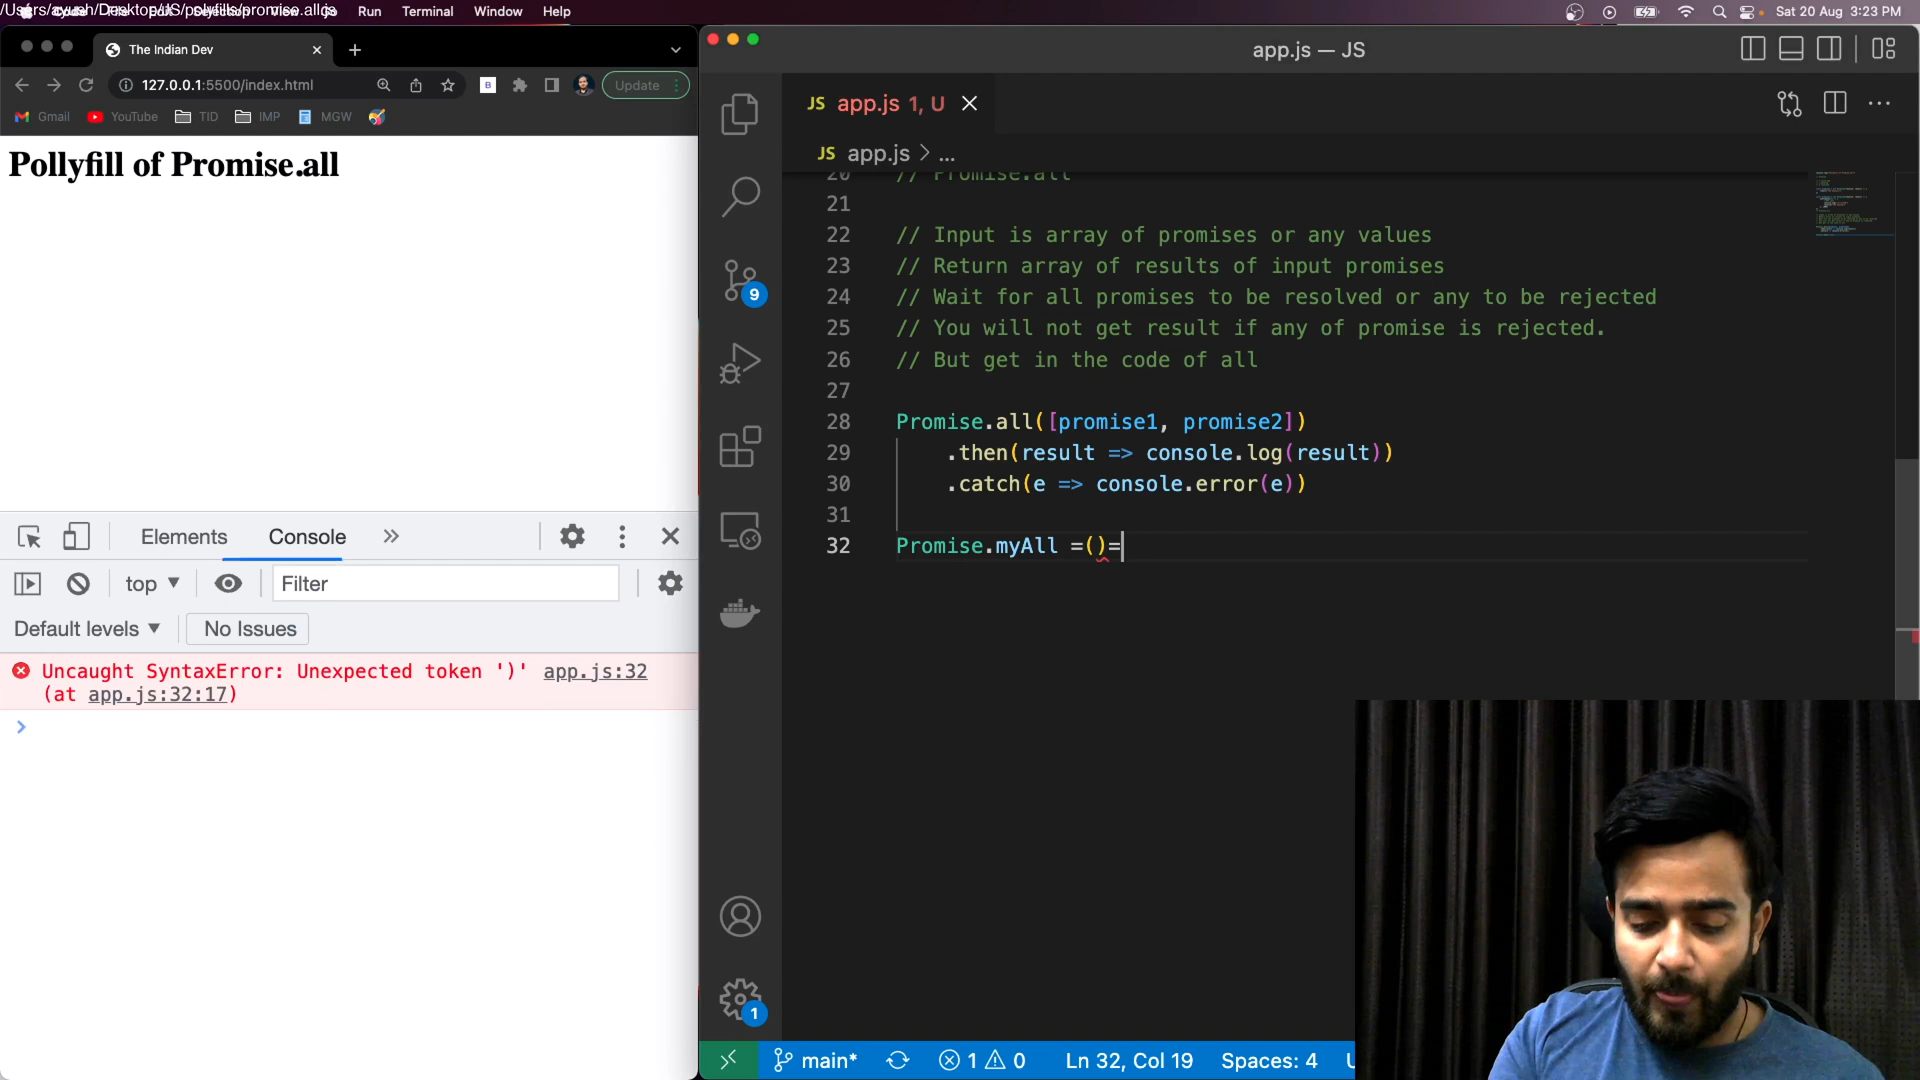 Run Terminal Window Help
Sat 20 Aug 3:23 PM
The Indian Dev
127.0.0.1:5500/index.html
Update
Gmail YouTube TID IMP MGW
Pollyfill of Promise.all
Elements Console
top Filter
Default levels No Issues
Uncaught SyntaxError: Unexpected token ')' app.js:32
(at app.js:32:17)
app.js — JS
JS app.js 1, U
JS app.js > ...
20 // Promise.all
21
22 // Input is array of promises or any values
23 // Return array of results of input promises
24 // Wait for all promises to be resolved or any to be rejected
25 // You will not get result if any of promise is rejected.
26 // But get in the code of all
27
28 Promise.all([promise1, promise2])
29 .then(result => console.log(result))
30 .catch(e => console.error(e))
31
32 Promise.myAll =()=
9
1
main* 1 0 Ln 32, Col 19 Spaces: 4